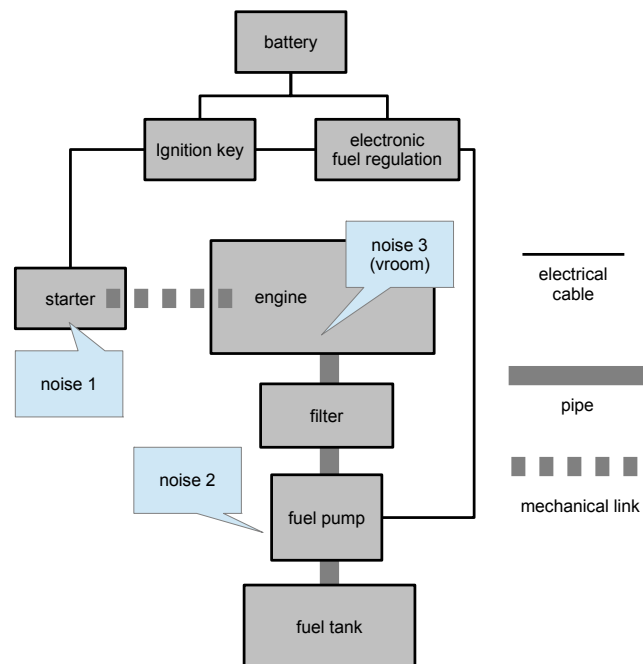 battery
Ignition key
electronic
fuel regulation
noise 3
(vroom)
starter
engine
electrical
cable
noise 1
pipe
filter
noise 2
mechanical link
fuel pump
fuel tank